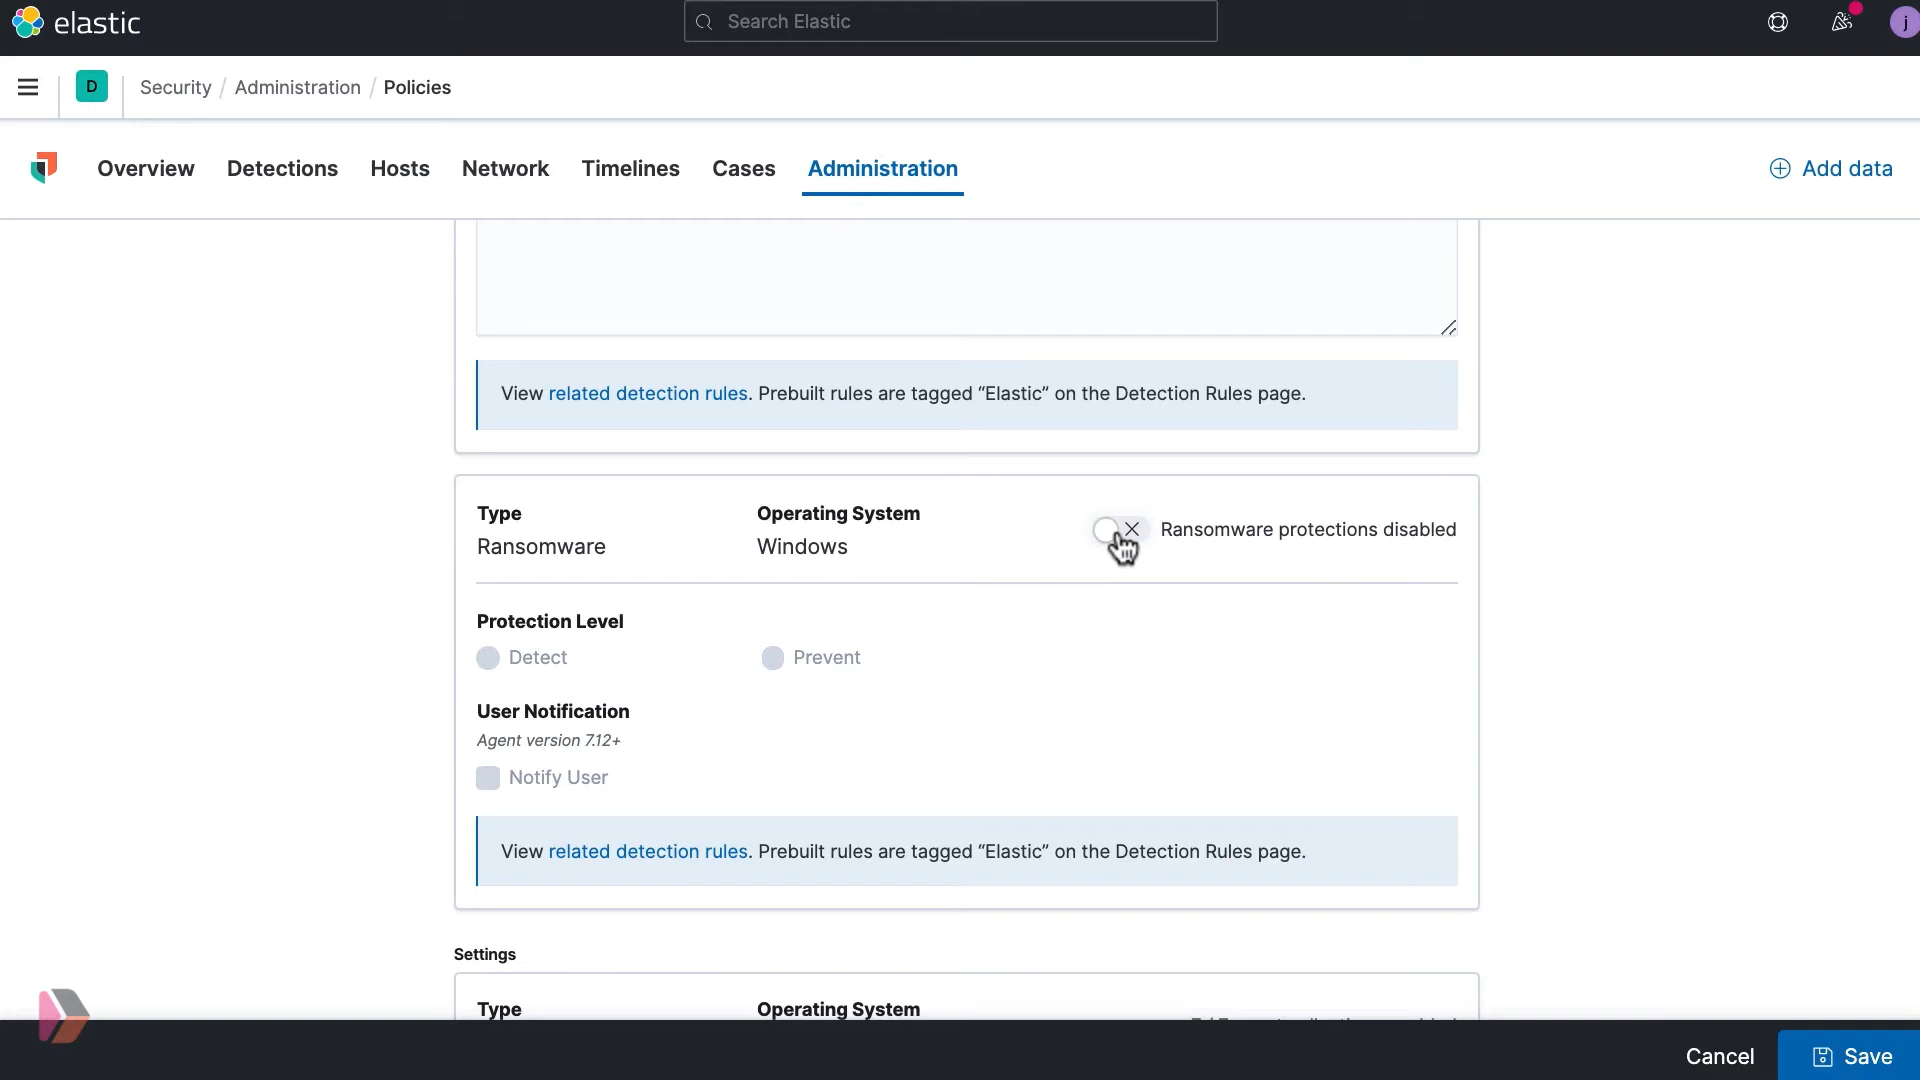 elastic
Search Elastic
j
D
Security / Administration / Policies
Overview Detections Hosts Network Timelines Cases Administration
Add data
View related detection rules. Prebuilt rules are tagged “Elastic” on the Detection Rules page.
Type
Operating System
Ransomware
Windows
Ransomware protections disabled
Protection Level
Detect
Prevent
User Notification
Agent version 7.12+
Notify User
View related detection rules. Prebuilt rules are tagged “Elastic” on the Detection Rules page.
Settings
Type
Operating System
Cancel
Save